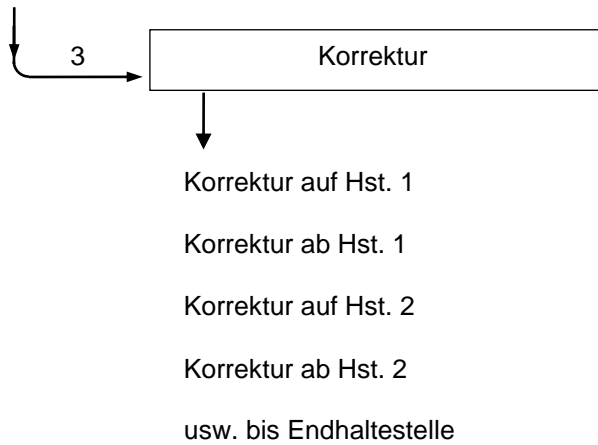 3
Korrektur
Korrektur auf Hst. 1
Korrektur ab Hst. 1
Korrektur auf Hst. 2
Korrektur ab Hst. 2
usw. bis Endhaltestelle